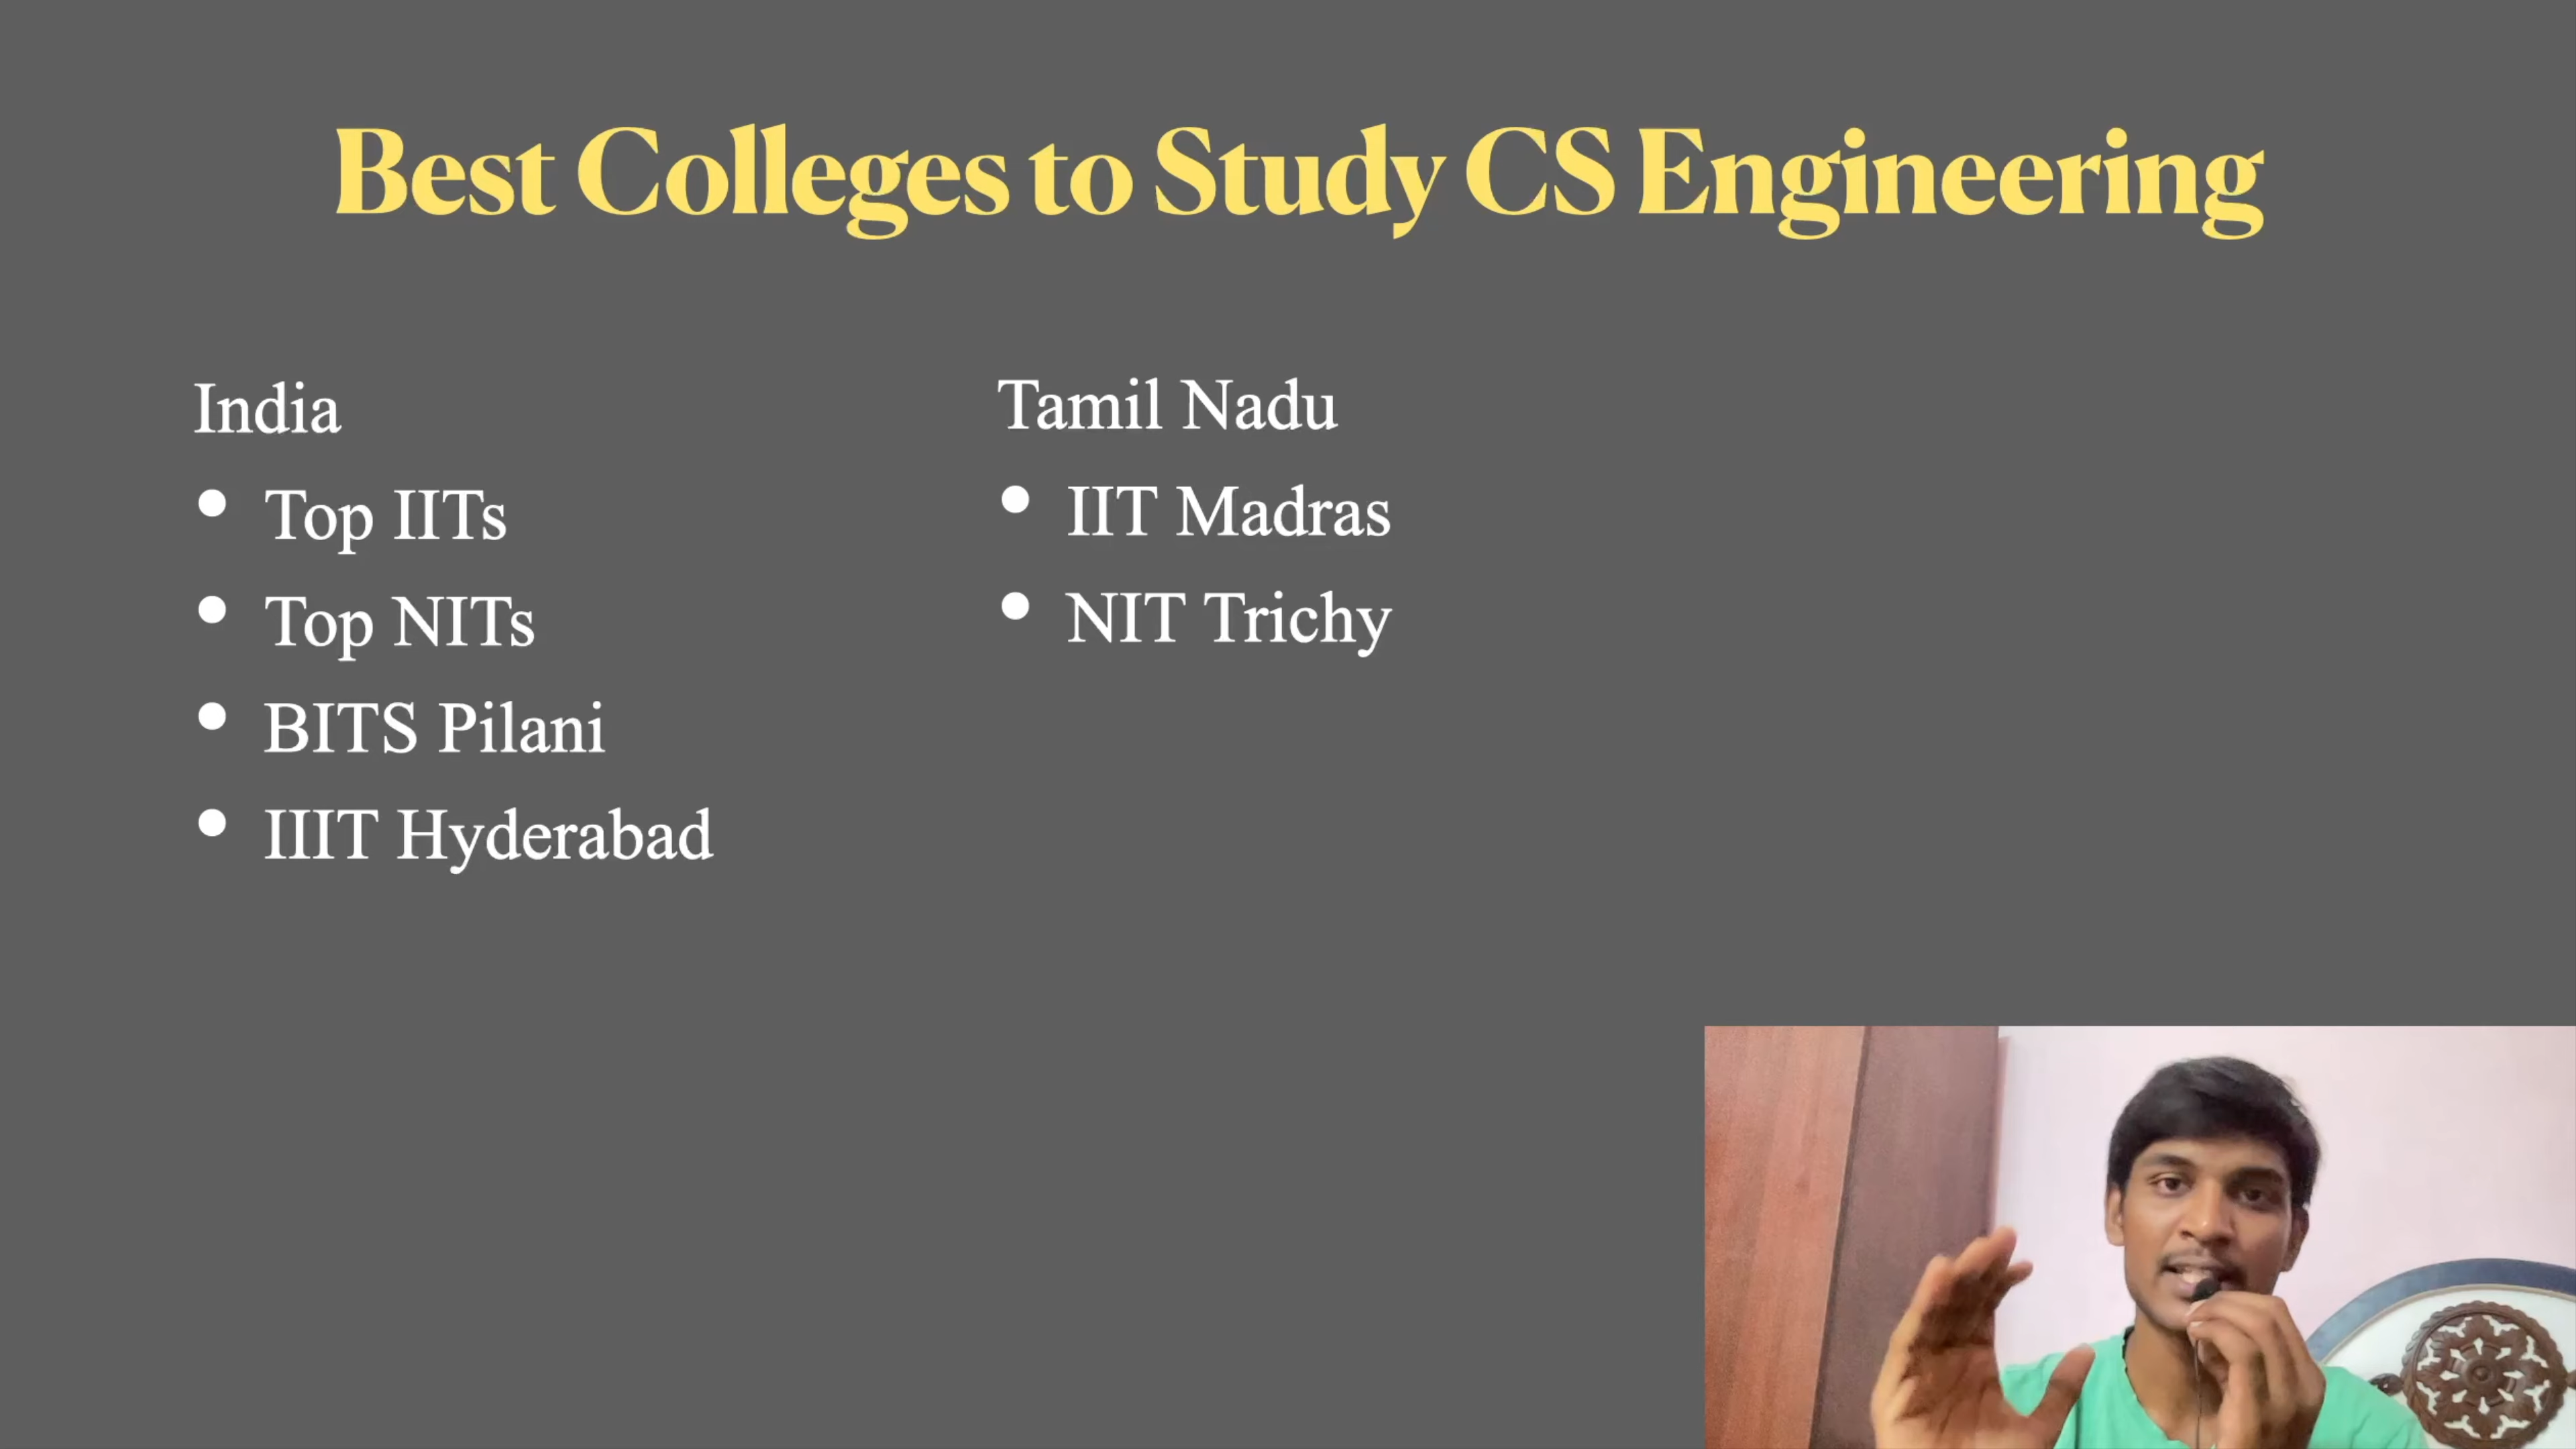 Best Colleges to Study CS Engineering
India
• Top IITs
• Top NITs
• BITS Pilani
• IIIT Hyderabad
Tamil Nadu
• IIT Madras
• NIT Trichy